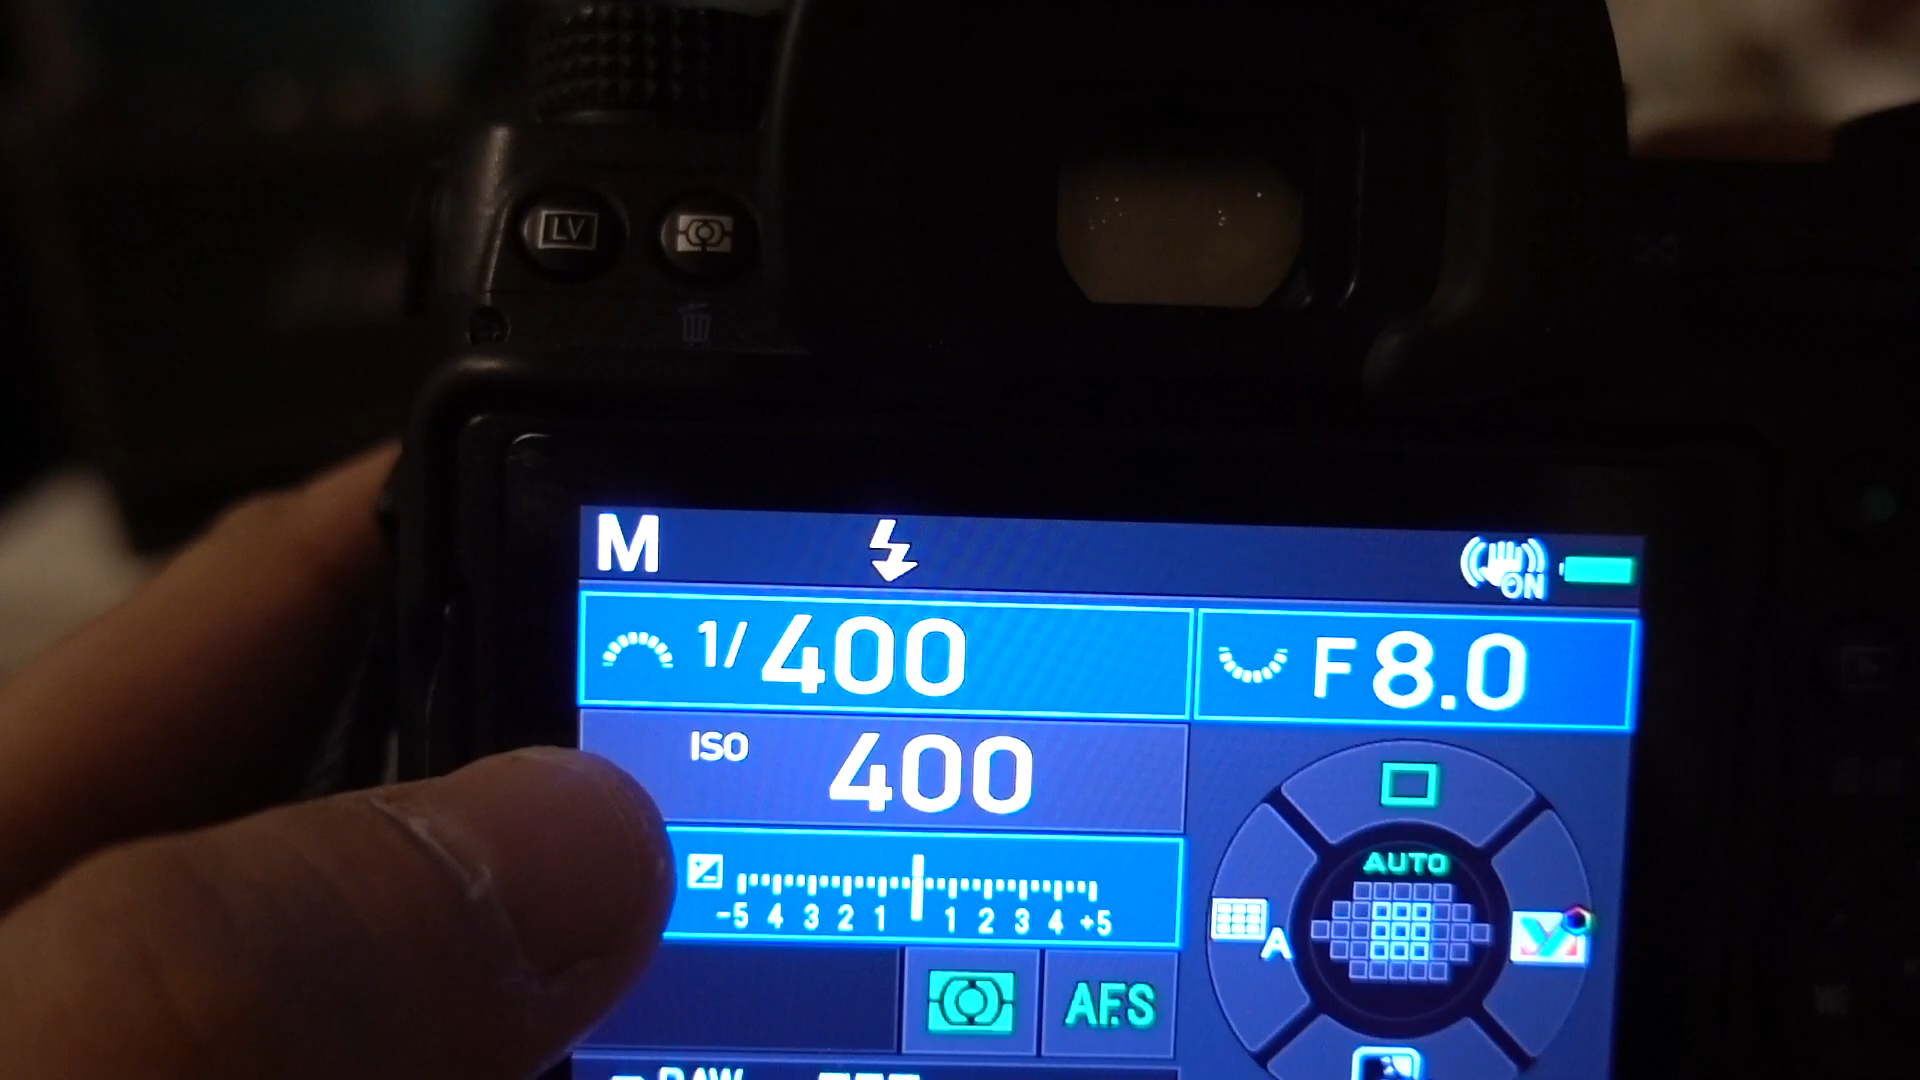 LV
M
ON
1/400
F8.0
ISO 400
AUTO
-5 4 3 2 1 1 2 3 4 +5
A
AF.S
RAW